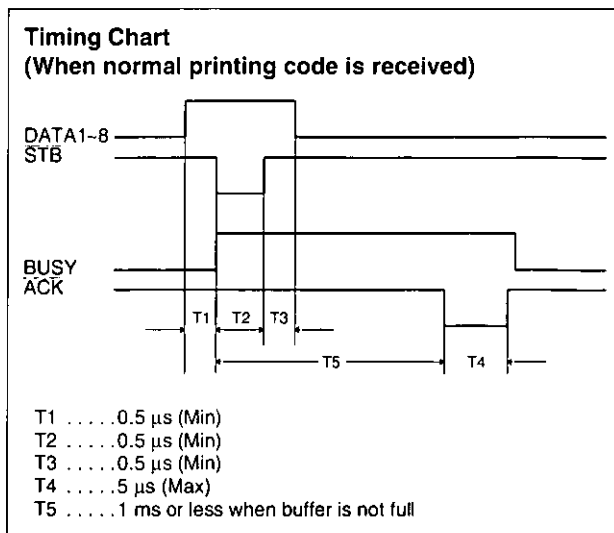 Timing Chart
(When normal printing code is received)
DATA1~8
STB
BUSY
ACK
T1 T2 T3
T5 T4
T1 .....0.5 µs (Min)
T2 .....0.5 µs (Min)
T3 .....0.5 µs (Min)
T4 .....5 µs (Max)
T5 .....1 ms or less when buffer is not full